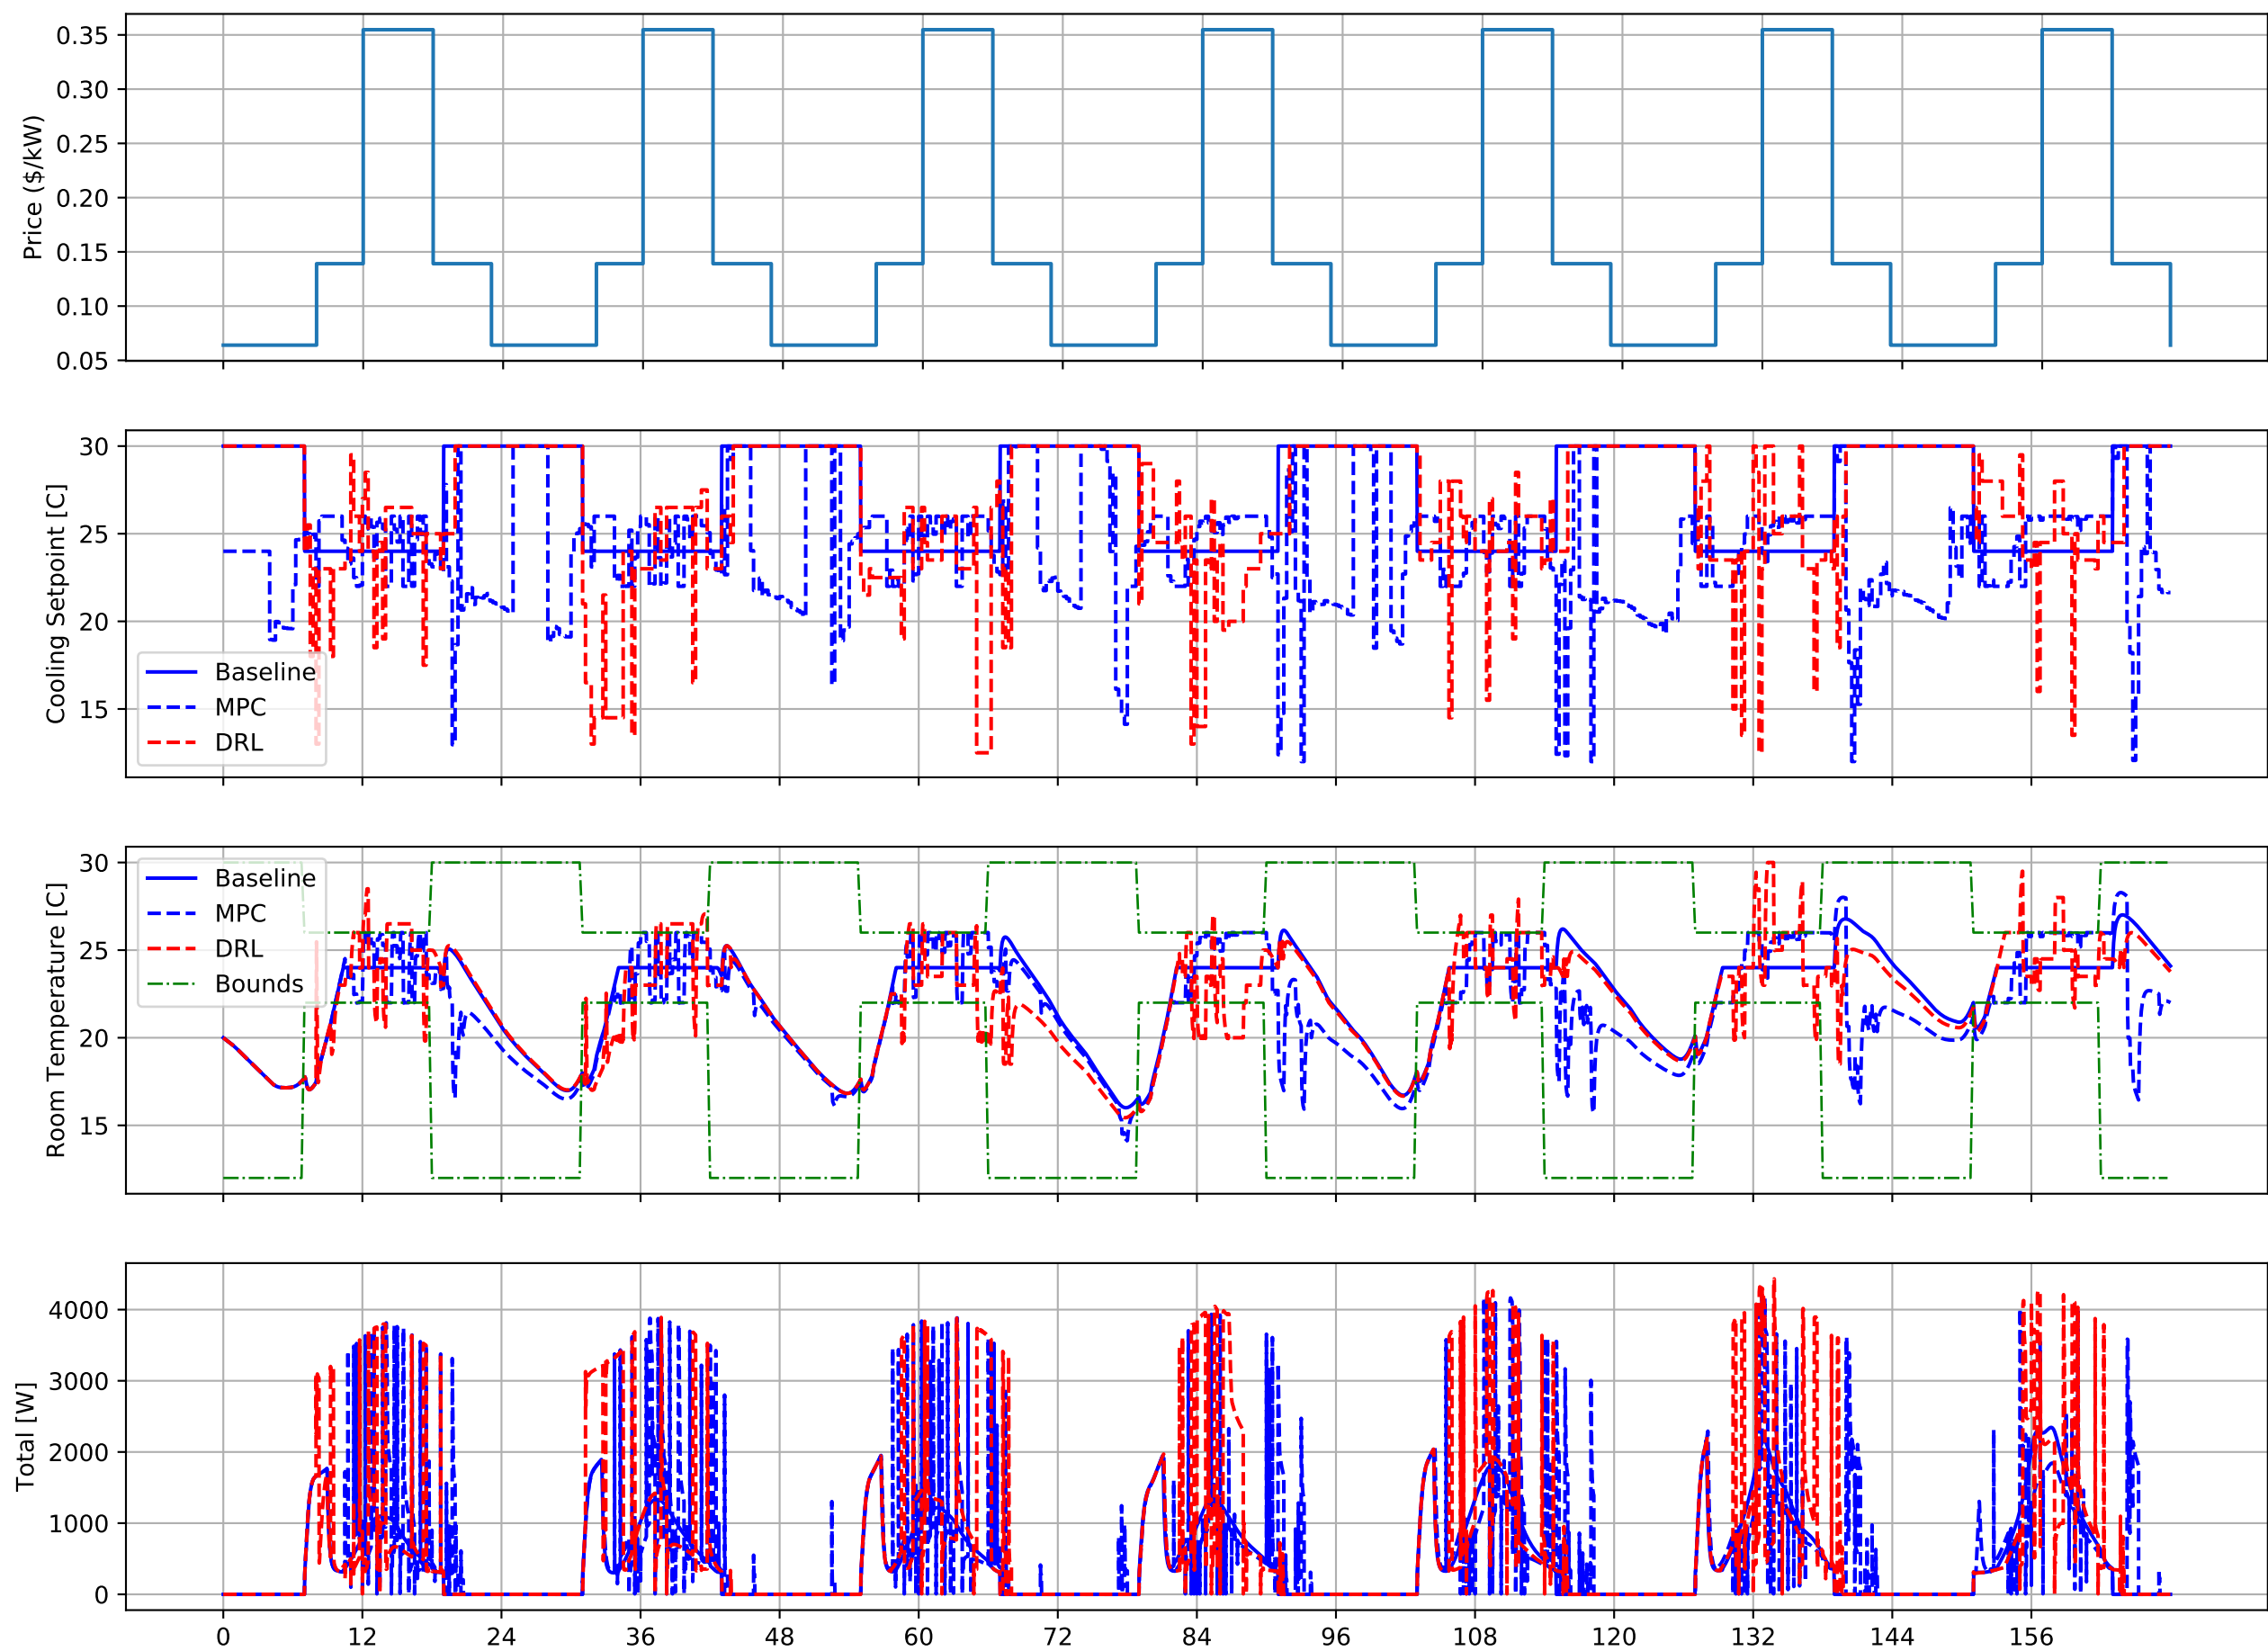 Price ($/kW)
0.35
0.30
0.25
0.20
0.15
0.10
0.05
Cooling Setpoint [C]
30
25
20
15
Baseline
MPC
DRL
Room Temperature [C]
30
25
20
15
Baseline
MPC
DRL
Bounds
Total [W]
4000
3000
2000
1000
0
0 12 24 36 48 60 72 84 96 108 120 132 144 156